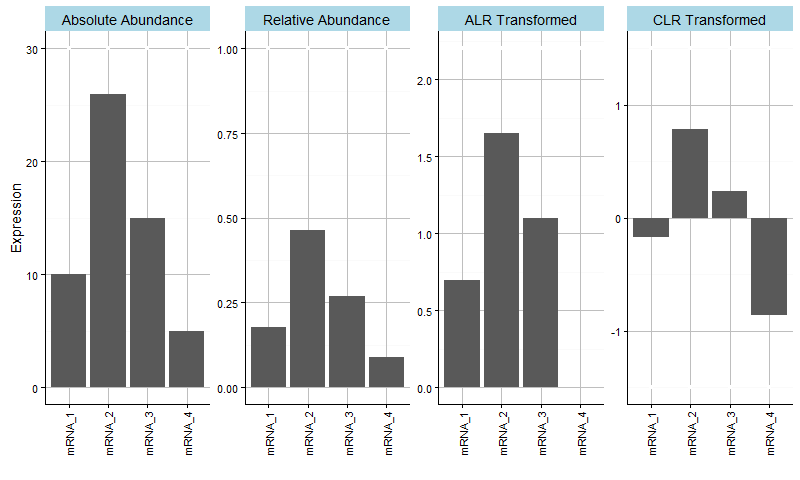 Absolute Abundance
Relative Abundance
ALR Transformed
CLR Transformed
Expression
30
20
10
0
1.00
0.75
0.50
0.25
0.00
2.0
1.5
1.0
0.5
0.0
1
0
-1
mRNA_1
mRNA_2
mRNA_3
mRNA_4
mRNA_1
mRNA_2
mRNA_3
mRNA_4
mRNA_1
mRNA_2
mRNA_3
mRNA_4
mRNA_1
mRNA_2
mRNA_3
mRNA_4